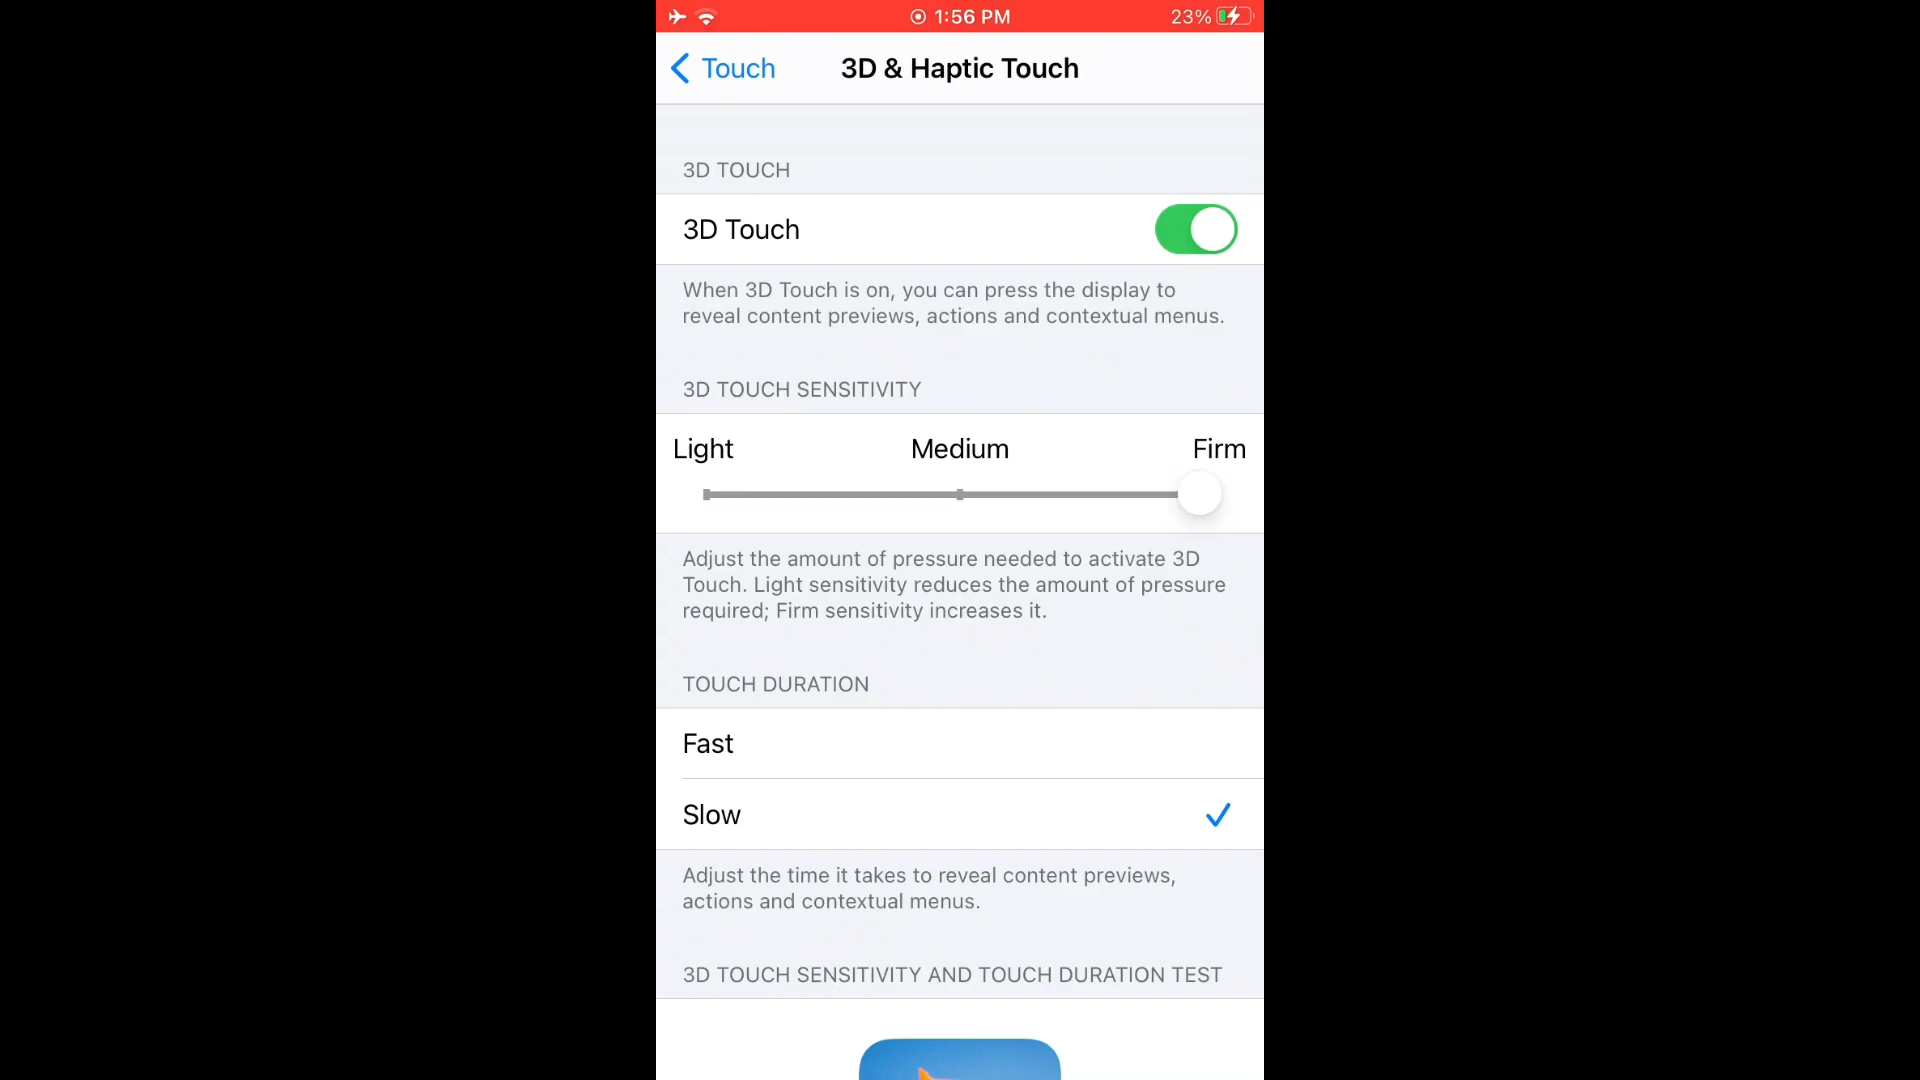 1:56 PM
23%
Touch
3D & Haptic Touch
3D TOUCH
3D Touch
When 3D Touch is on, you can press the display to
reveal content previews, actions and contextual menus.
3D TOUCH SENSITIVITY
Light
Medium
Firm
Adjust the amount of pressure needed to activate 3D
Touch. Light sensitivity reduces the amount of pressure
required; Firm sensitivity increases it.
TOUCH DURATION
Fast
Slow
Adjust the time it takes to reveal content previews,
actions and contextual menus.
3D TOUCH SENSITIVITY AND TOUCH DURATION TEST